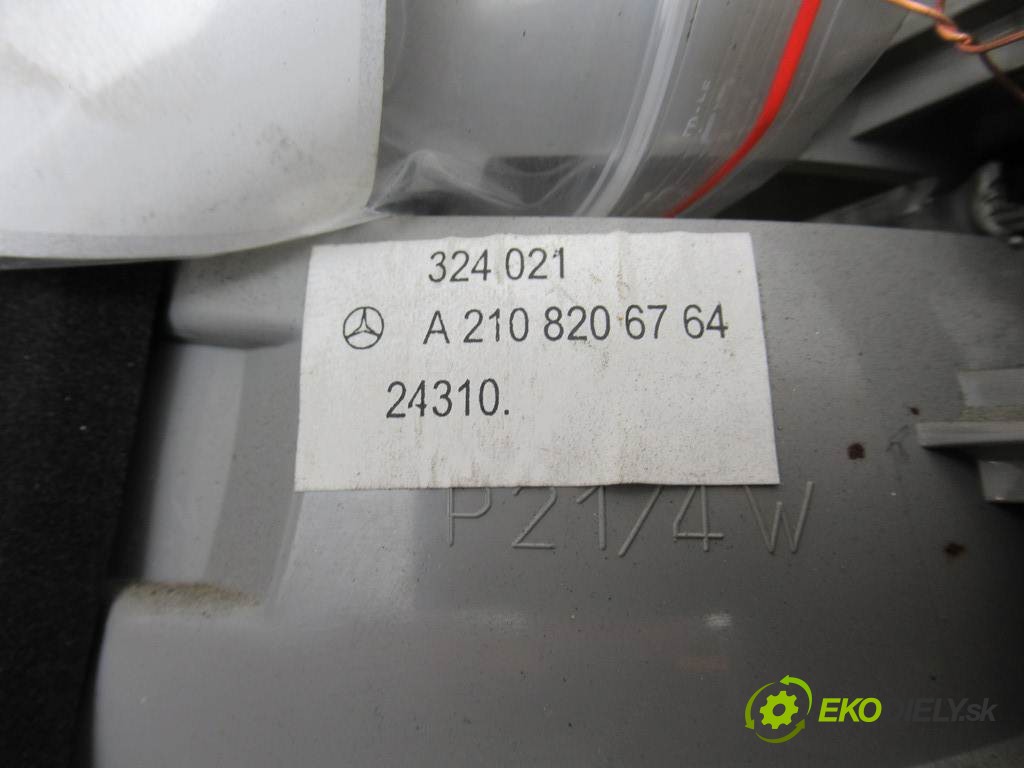 324 021
A 210 820 67 64
24310.
P21/4W
EKODIELY.sk